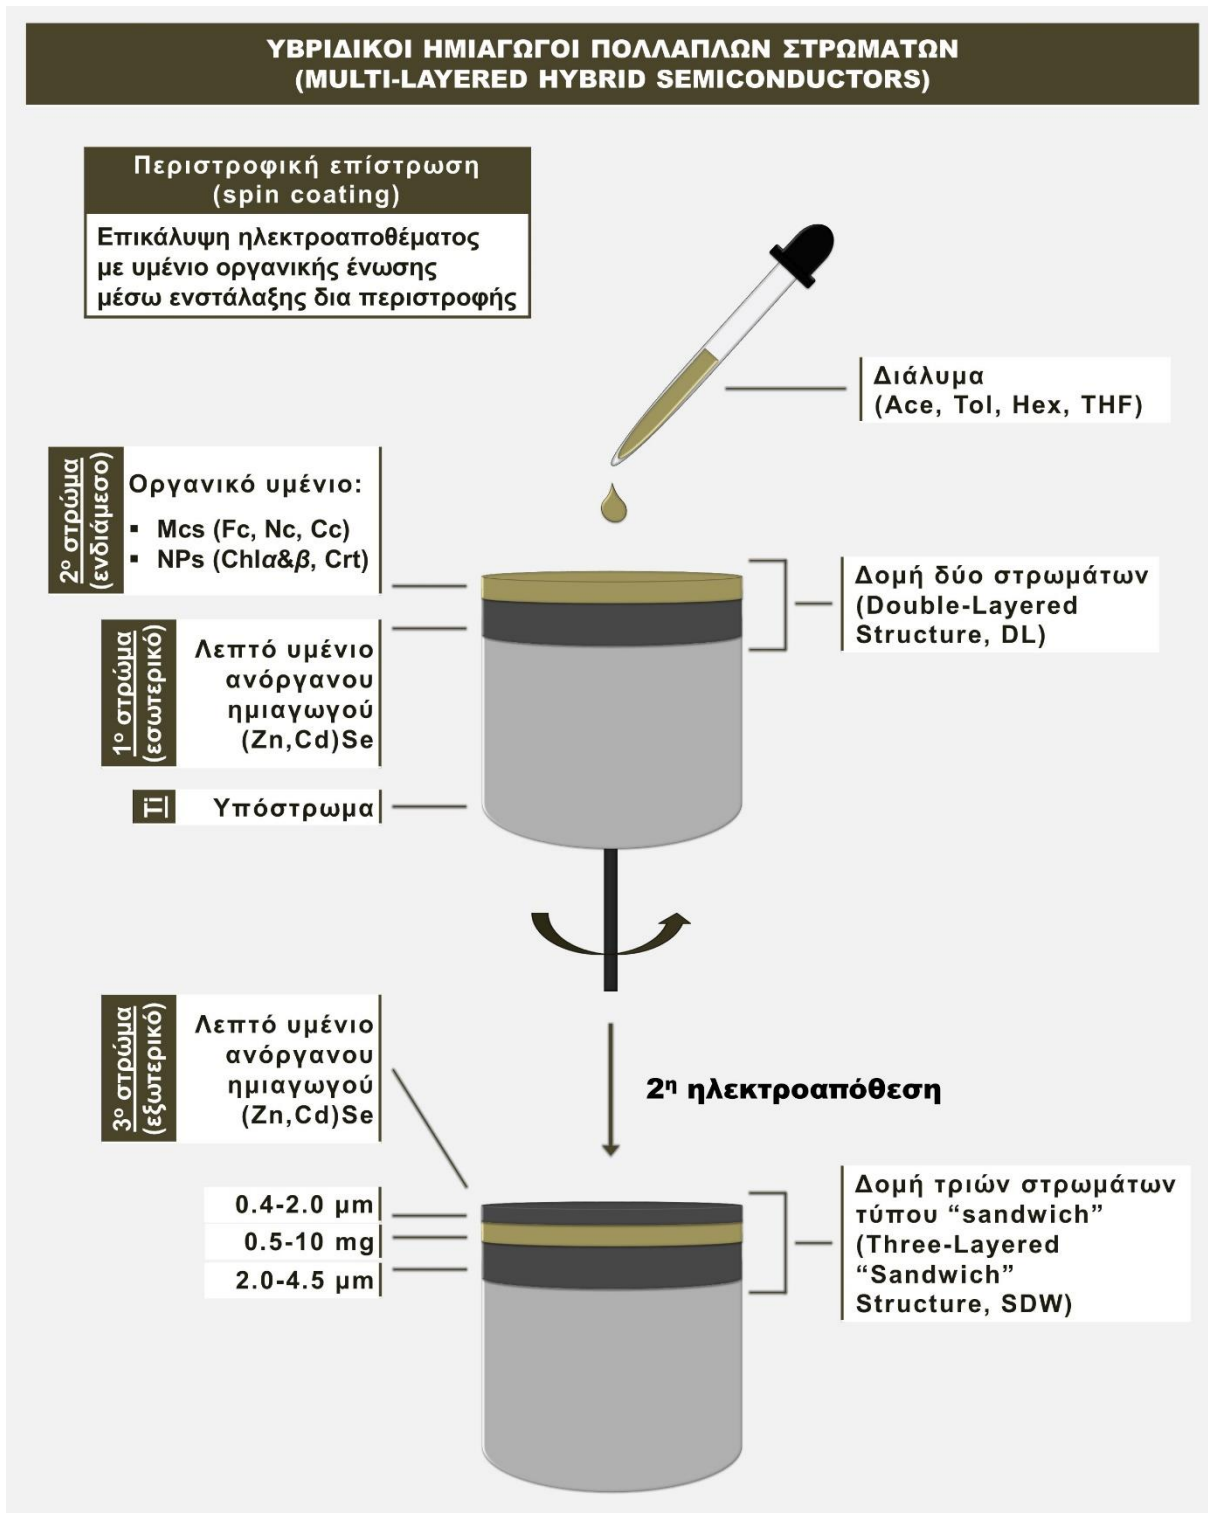 ΥΒΡΙΔΙΚΟΙ ΗΜΙΑΓΩΓΟΙ ΠΟΛΛΑΠΛΩΝ ΣΤΡΩΜΑΤΩΝ
(MULTI-LAYERED HYBRID SEMICONDUCTORS)
Περιστροφική επίστρωση
(spin coating)
Επικάλυψη ηλεκτροαποθέματος
με υμένιο οργανικής ένωσης
μέσω ενστάλαξης δια περιστροφής
Διάλυμα
(Ace, Tol, Hex, THF)
2ο στρώμα
(ενδιάμεσο)
Οργανικό υμένιο:
▪ Mcs (Fc, Nc, Cc)
▪ NPs (Chlα&β, Crt)
Δομή δύο στρωμάτων
(Double-Layered
Structure, DL)
1ο στρώμα
(εσωτερικό)
Λεπτό υμένιο
ανόργανου
ημιαγωγού
(Zn,Cd)Se
Ti
Υπόστρωμα
3ο στρώμα
(εξωτερικό)
Λεπτό υμένιο
ανόργανου
ημιαγωγού
(Zn,Cd)Se
2η ηλεκτροαπόθεση
0.4-2.0 μm
0.5-10 mg
2.0-4.5 μm
Δομή τριών στρωμάτων
τύπου “sandwich”
(Three-Layered
“Sandwich”
Structure, SDW)